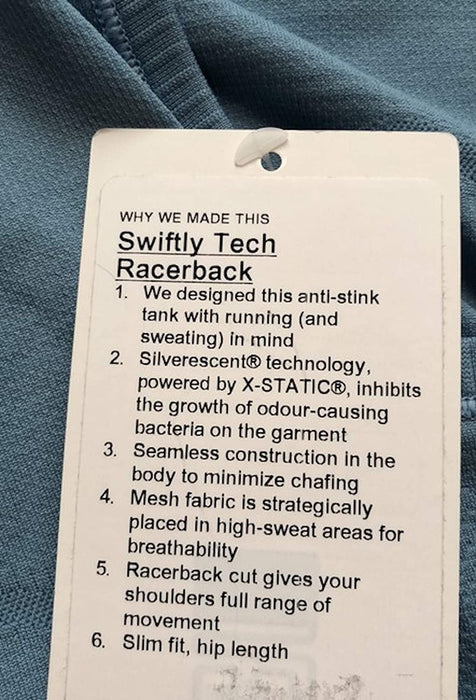 WHY WE MADE THIS
Swiftly Tech
Racerback
1. We designed this anti-stink
tank with running (and
sweating) in mind
2. Silverescent® technology,
powered by X-STATIC®, inhibits
the growth of odour-causing
bacteria on the garment
3. Seamless construction in the
body to minimize chafing
4. Mesh fabric is strategically
placed in high-sweat areas for
breathability
5. Racerback cut gives your
shoulders full range of
movement
6. Slim fit, hip length